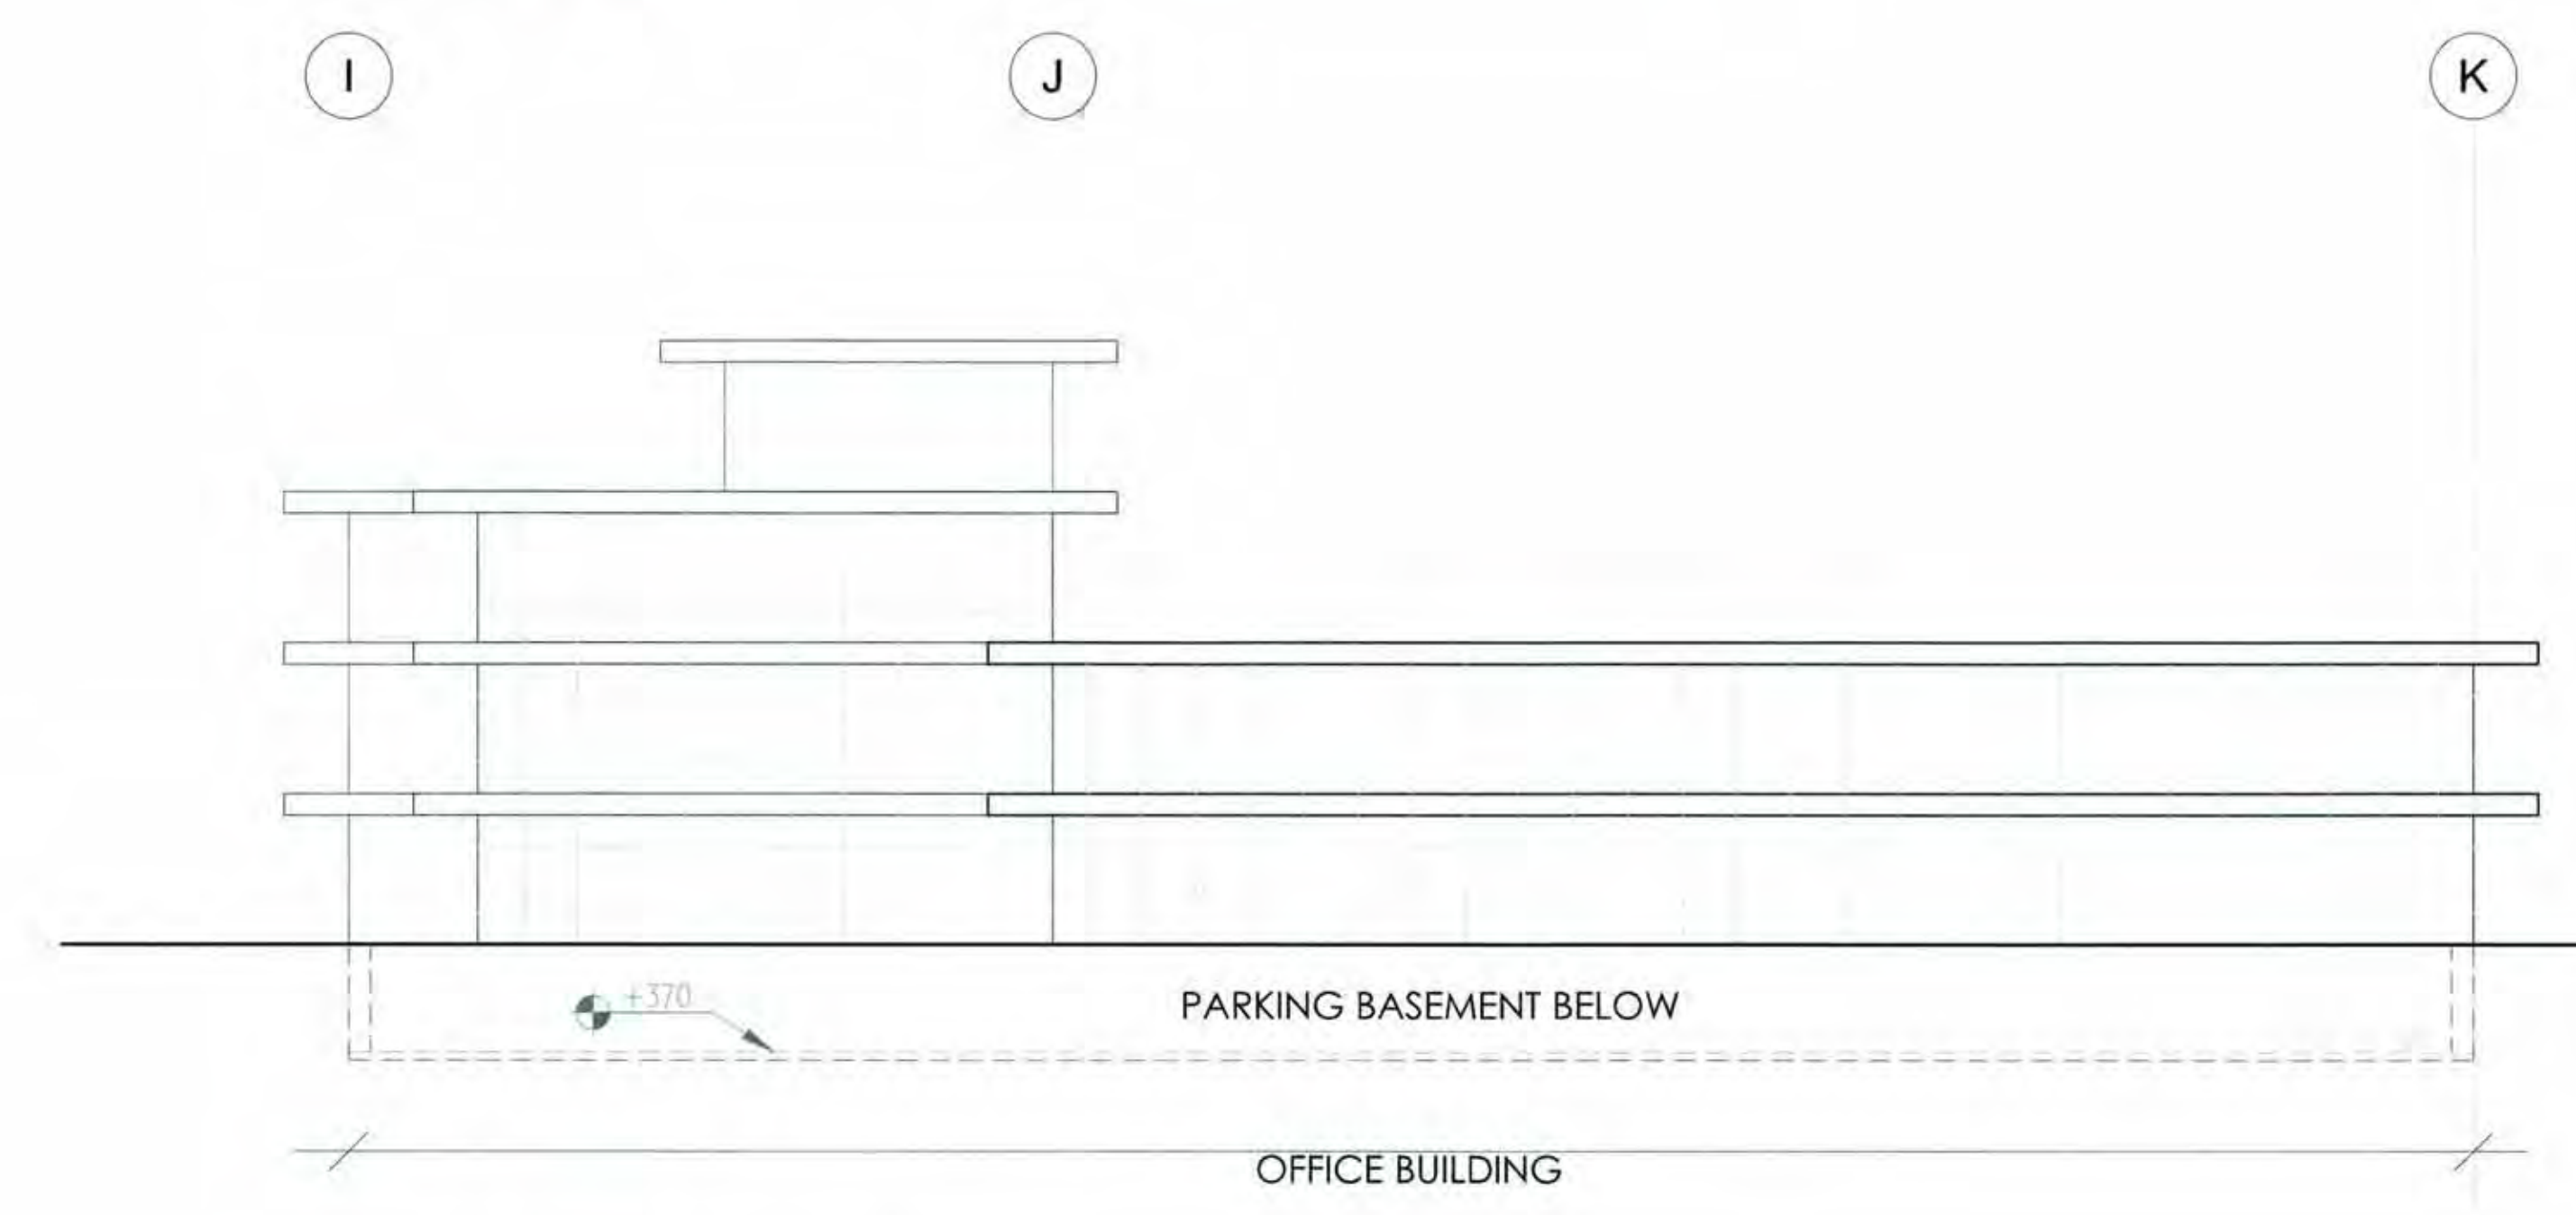 I
J
K
+370
PARKING BASEMENT BELOW
OFFICE BUILDING